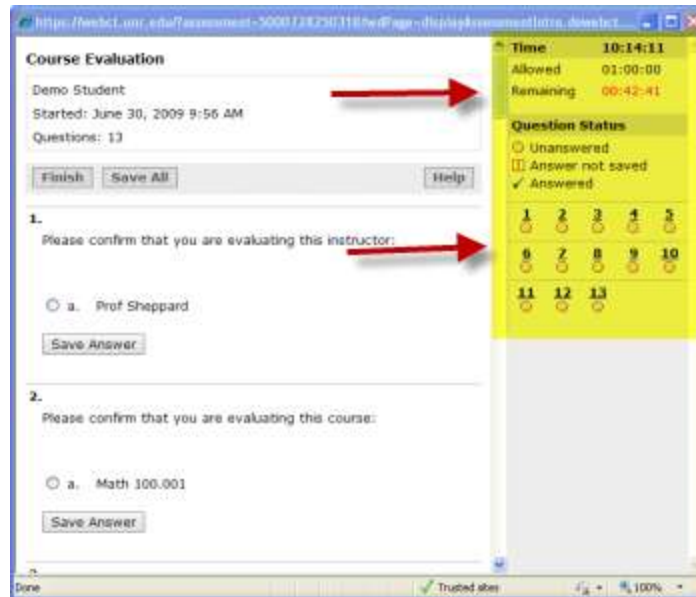 Course Evaluation
Demo Student
Started: June 30, 2009 9:56 AM
Questions: 13
Finish Save All Help
1.
Please confirm that you are evaluating this instructor:
a. Prof Sheppard
Save Answer
2.
Please confirm that you are evaluating this course:
a. Math 100.001
Save Answer
Time 10:14:11
Allowed 01:00:00
Remaining 00:42:41
Question Status
Unanswered
Answer not saved
Answered
1 2 3 4 5
6 7 8 9 10
11 12 13
Done Trusted sites 100%